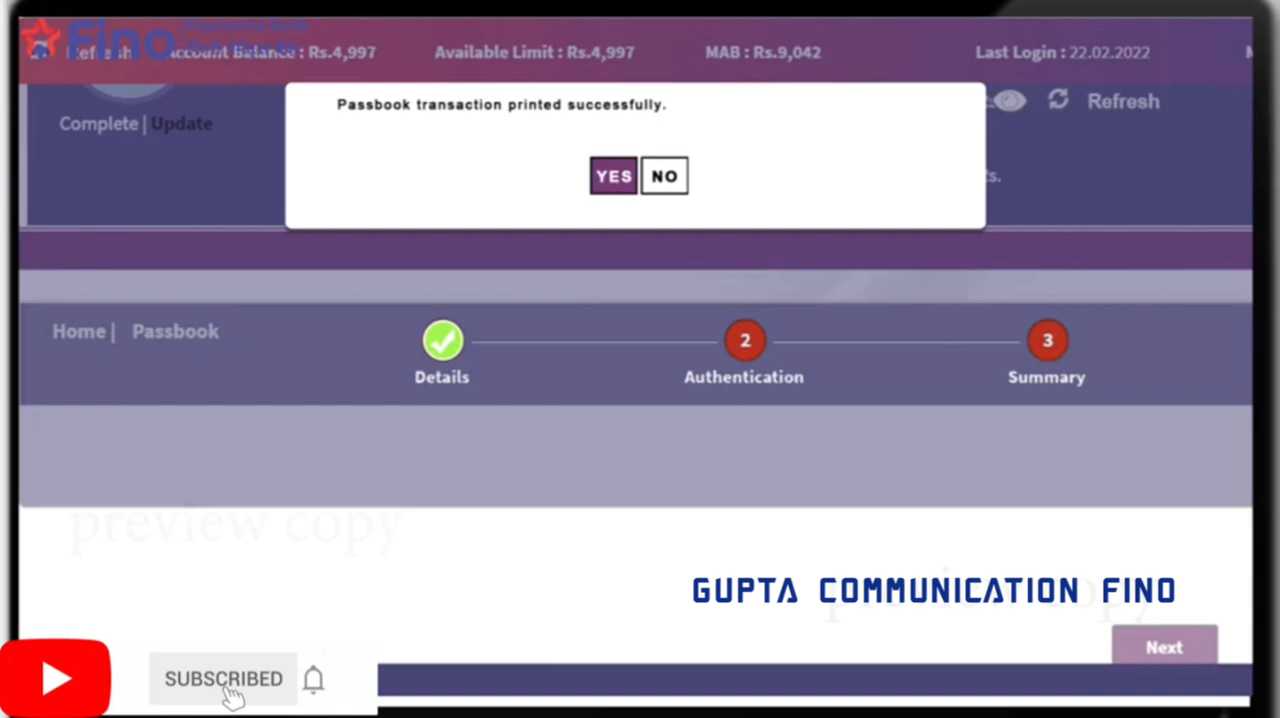 Fino Payments Bank
Refresh Account Balance : Rs.4,997 Available Limit : Rs.4,997 MAB : Rs.9,042 Last Login : 22.02.2022
Passbook transaction printed successfully.
Refresh
Complete | Update
YES NO
Home | Passbook
2 3
Details Authentication Summary
preview copy
GUPTA COMMUNICATION FINO
Next
SUBSCRIBED